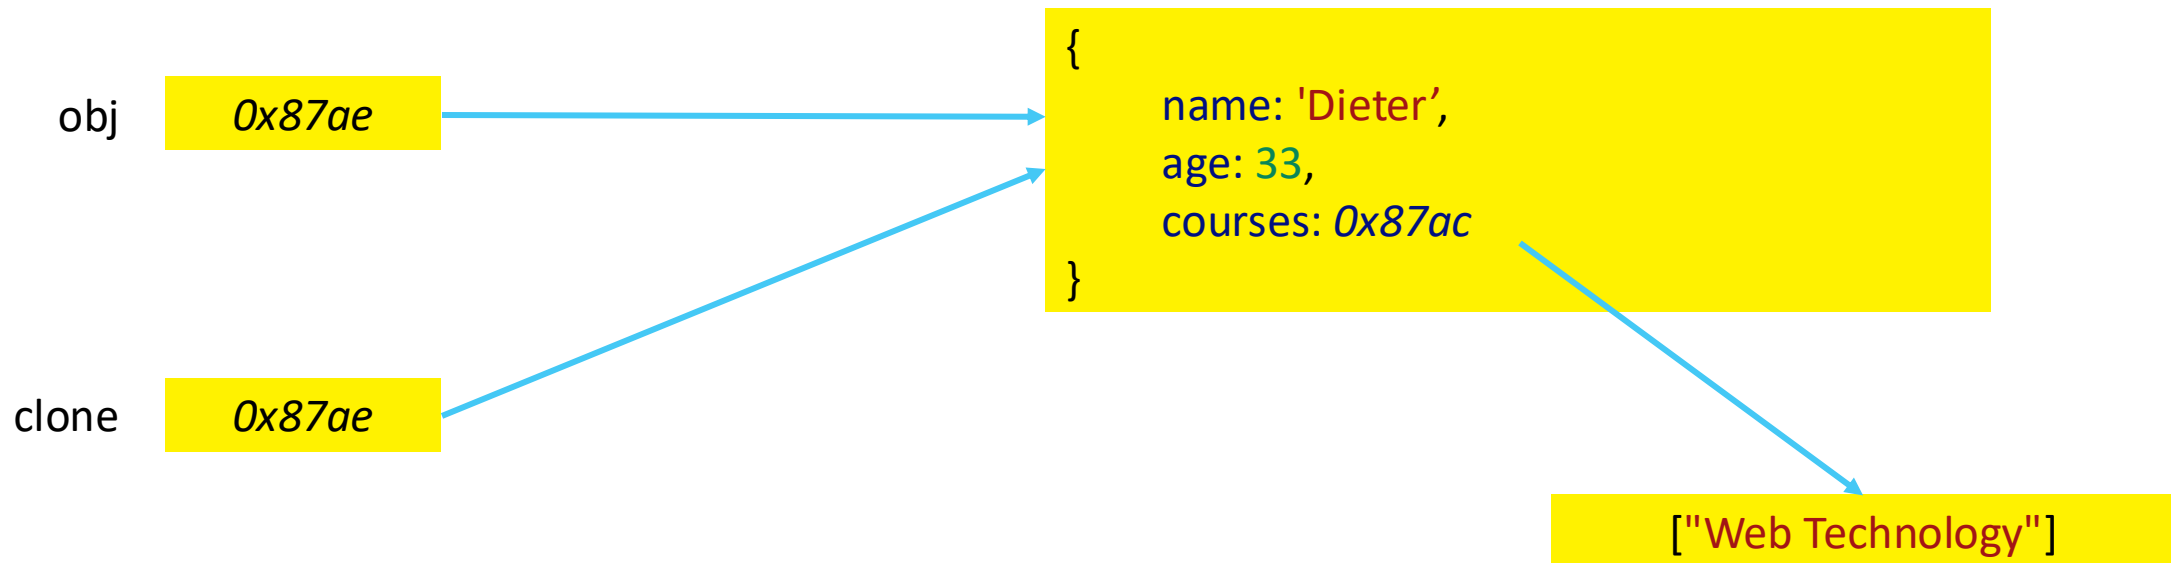 obj 0x87ae
{
name: 'Dieter’,
age: 33,
courses: 0x87ac
}
clone 0x87ae
["Web Technology"]